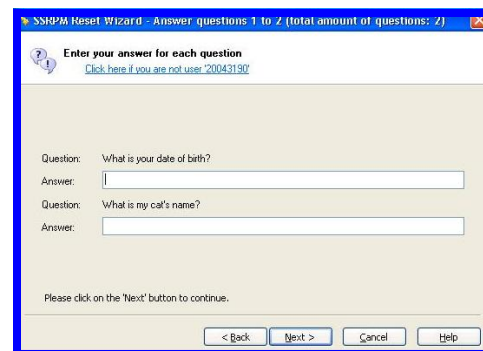 SSRPM Reset Wizard - Answer questions 1 to 2 (total amount of questions: 2)
Enter your answer for each question
Click here if you are not user '20043190'
Question: What is your date of birth?
Answer:
Question: What is my cat's name?
Answer:
Please click on the 'Next' button to continue.
< Back Next > Cancel Help